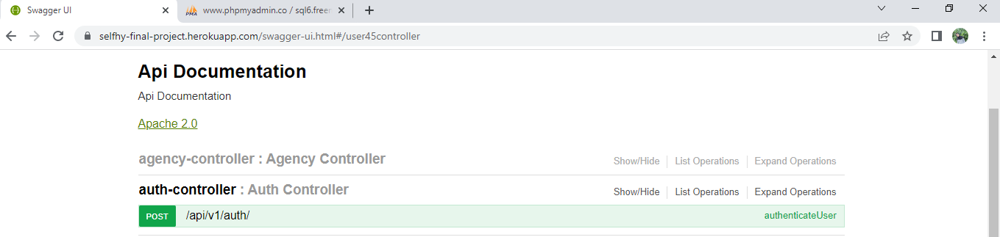 Swagger UI
PMA www.phpmyadmin.co / sql6.freer
selfhy-final-project.herokuapp.com/swagger-ui.html#/user45controller
Api Documentation
Api Documentation
Apache 2.0
agency-controller : Agency Controller Show/Hide List Operations Expand Operations
auth-controller : Auth Controller Show/Hide List Operations Expand Operations
POST /api/v1/auth/ authenticateUser